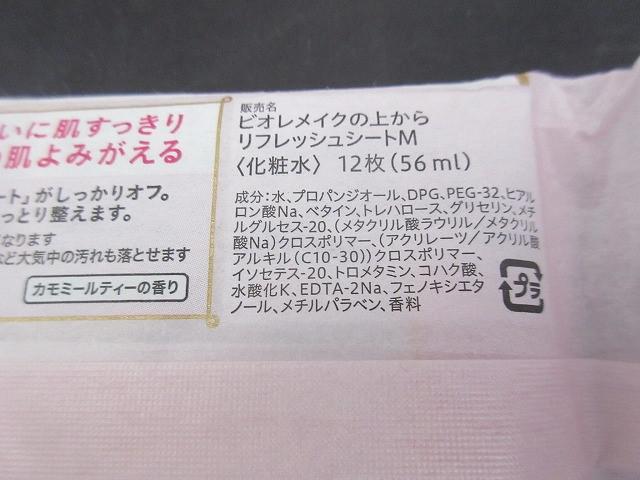 いに肌すっきり
の肌よみがえる
ート」がしっかりオフ。
っとり整えます。
なります
など大気中の汚れも落とせます
カモミールティーの香り
販売名
ビオレメイクの上から
リフレッシュシートM
〈化粧水〉 12枚(56 ml)
成分:水、プロパンジオール、DPG、PEG-32、ヒアル
ロン酸Na、ベタイン、トレハロース、グリセリン、メチ
ルグルセス-20、(メタクリル酸ラウリル/メタクリル
酸Na)クロスポリマー、(アクリレーツ/アクリル酸
アルキル(C10-30))クロスポリマー、
イソセテス-20、トロメタミン、コハク酸、
水酸化K、EDTA-2Na、フェノキシエタ
ノール、メチルパラベン、香料
プラ